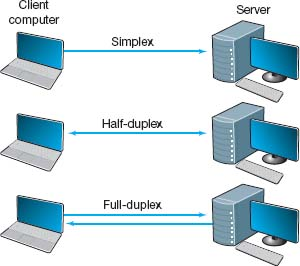 Client
computer
Server
Simplex
Half-duplex
Full-duplex